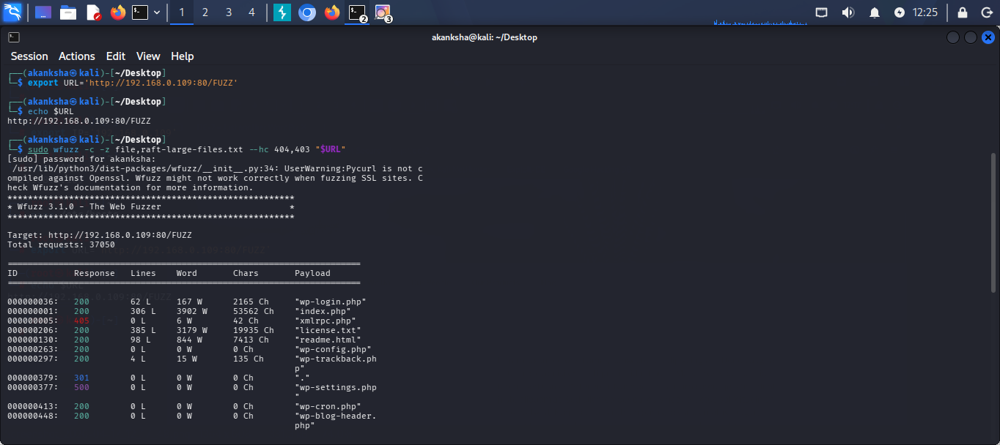 1 2 3 4 2 3 12:25
akanksha@kali: ~/Desktop
Session Actions Edit View Help
┌──(akanksha㉿kali)-[~/Desktop]
└─$ export URL='http://192.168.0.109:80/FUZZ'
┌──(akanksha㉿kali)-[~/Desktop]
└─$ echo $URL
http://192.168.0.109:80/FUZZ
┌──(akanksha㉿kali)-[~/Desktop]
└─$ sudo wfuzz -c -z file,raft-large-files.txt --hc 404,403 "$URL"
[sudo] password for akanksha:
/usr/lib/python3/dist-packages/wfuzz/__init__.py:34: UserWarning:Pycurl is not c
ompiled against Openssl. Wfuzz might not work correctly when fuzzing SSL sites. C
heck Wfuzz's documentation for more information.
********************************************************
* Wfuzz 3.1.0 - The Web Fuzzer                         *
********************************************************
Target: http://192.168.0.109:80/FUZZ
Total requests: 37050
=====================================================================
ID           Response   Lines    Word       Chars       Payload
=====================================================================
000000036:   200        62 L     167 W      2165 Ch     "wp-login.php"
000000001:   200        306 L    3902 W     53562 Ch    "index.php"
000000005:   405        0 L      6 W        42 Ch       "xmlrpc.php"
000000206:   200        385 L    3179 W     19935 Ch    "license.txt"
000000130:   200        98 L     844 W      7413 Ch     "readme.html"
000000263:   200        0 L      0 W        0 Ch        "wp-config.php"
000000297:   200        4 L      15 W       135 Ch      "wp-trackback.ph
p"
000000379:   301        0 L      0 W        0 Ch        "."
000000377:   500        0 L      0 W        0 Ch        "wp-settings.php
"
000000413:   200        0 L      0 W        0 Ch        "wp-cron.php"
000000448:   200        0 L      0 W        0 Ch        "wp-blog-header.
php"